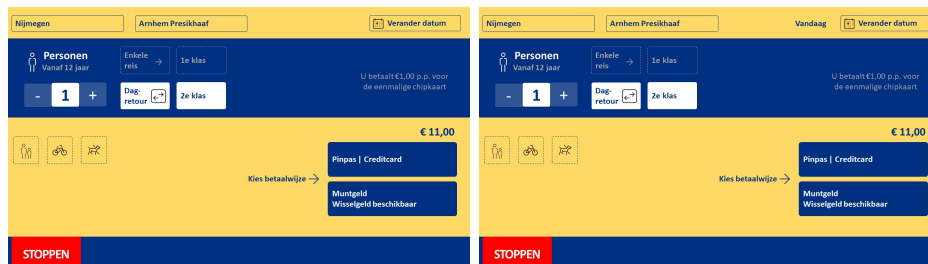 Nijmegen
Arnhem Presikhaaf
Verander datum
Personen
Vanaf 12 jaar
- 1 +
Enkele
reis
1e klas
Dag-
retour
2e klas
U betaalt €1,00 p.p. voor
de eenmalige chipkaart
€ 11,00
Kies betaalwijze
Pinpas | Creditcard
Muntgeld
Wisselgeld beschikbaar
STOPPEN
Nijmegen
Arnhem Presikhaaf
Vandaag
Verander datum
Personen
Vanaf 12 jaar
- 1 +
Enkele
reis
1e klas
Dag-
retour
2e klas
U betaalt €1,00 p.p. voor
de eenmalige chipkaart
€ 11,00
Kies betaalwijze
Pinpas | Creditcard
Muntgeld
Wisselgeld beschikbaar
STOPPEN